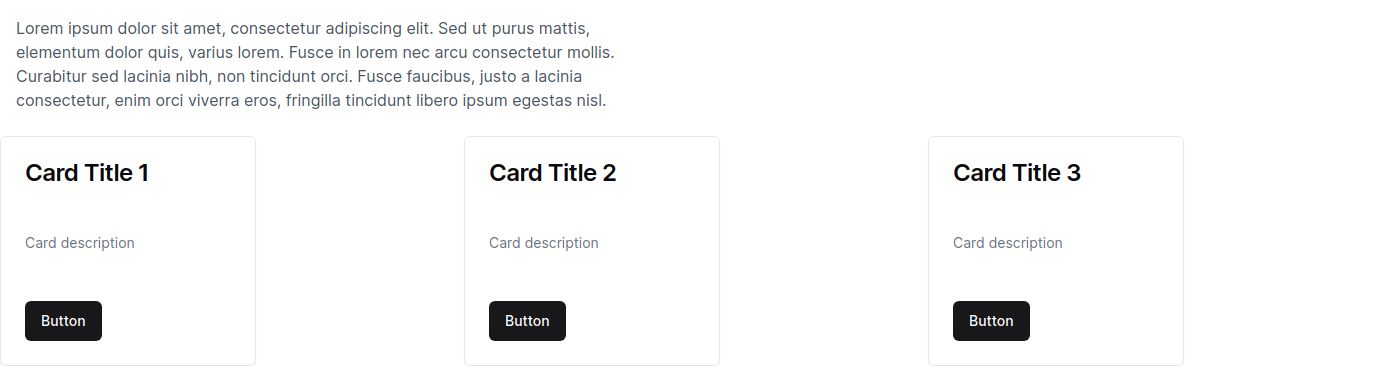 Lorem ipsum dolor sit amet, consectetur adipiscing elit. Sed ut purus mattis,
elementum dolor quis, varius lorem. Fusce in lorem nec arcu consectetur mollis.
Curabitur sed lacinia nibh, non tincidunt orci. Fusce faucibus, justo a lacinia
consectetur, enim orci viverra eros, fringilla tincidunt libero ipsum egestas nisl.
Card Title 1
Card description
Button
Card Title 2
Card description
Button
Card Title 3
Card description
Button